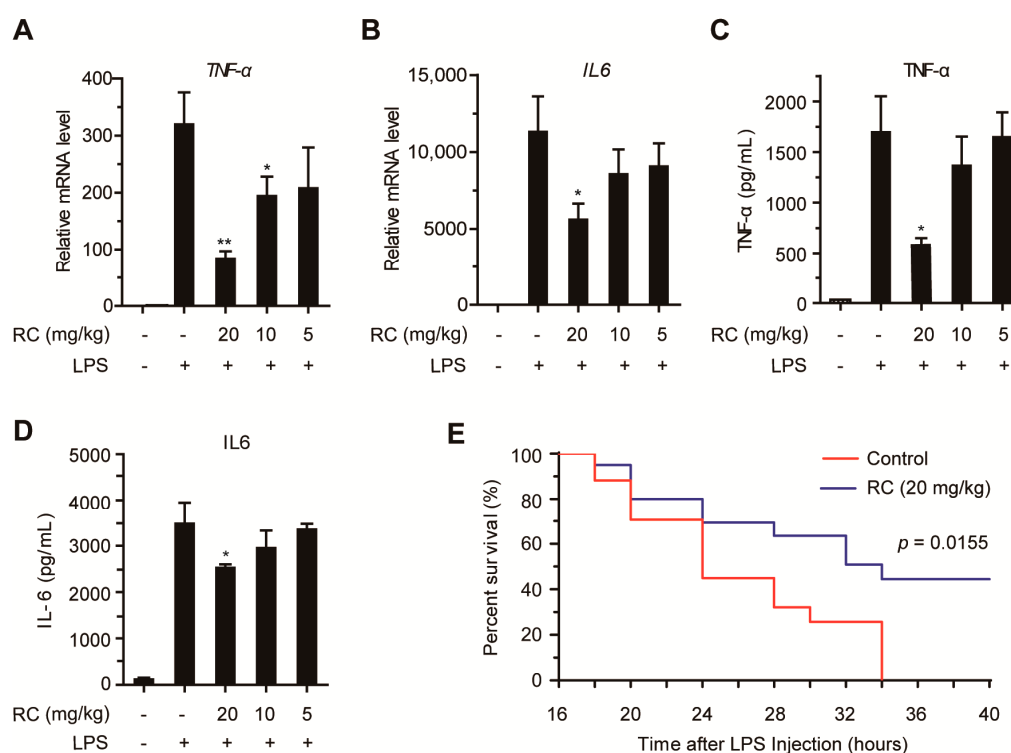 A
TNF-α
Relative mRNA level
400
300
200
100
0
**
*
RC (mg/kg) - - 20 10 5
LPS - + + + +
B
IL6
Relative mRNA level
15,000
10,000
5000
0
*
RC (mg/kg) - - 20 10 5
LPS - + + + +
C
TNF-α
TNF-α (pg/mL)
2000
1500
1000
500
0
*
RC (mg/kg) - - 20 10 5
LPS - + + + +
D
IL6
IL-6 (pg/mL)
5000
4000
3000
2000
1000
0
*
RC (mg/kg) - - 20 10 5
LPS - + + + +
E
Percent survival (%)
100
80
60
40
20
0
Control
RC (20 mg/kg)
p = 0.0155
16 20 24 28 32 36 40
Time after LPS Injection (hours)